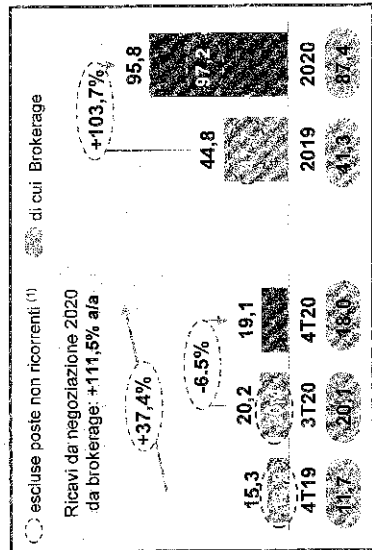 escluse poste non ricorrenti (1)
di cui Brokerage
Ricavi da negoziazione 2020
da brokerage: +111,5% a/a
+103,7%
+37,4%
-6.5%
95,8
97,2
44,8
15,3 20,2 19,1
4T19 3T20 4T20 2019 2020
11,7 20,1 18,0 41,3 87,4